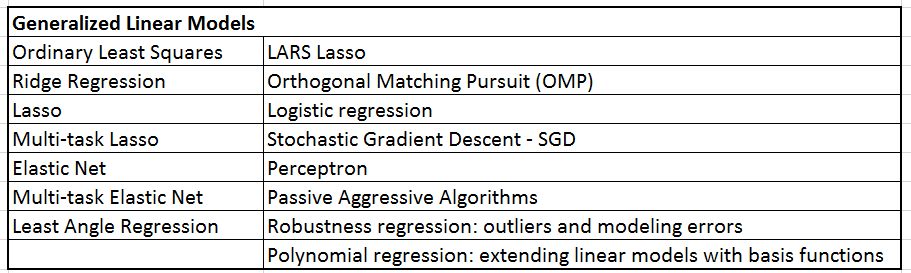 Generalized Linear Models
Ordinary Least Squares LARS Lasso
Ridge Regression Orthogonal Matching Pursuit (OMP)
Lasso Logistic regression
Multi-task Lasso Stochastic Gradient Descent - SGD
Elastic Net Perceptron
Multi-task Elastic Net Passive Aggressive Algorithms
Least Angle Regression Robustness regression: outliers and modeling errors
Polynomial regression: extending linear models with basis functions